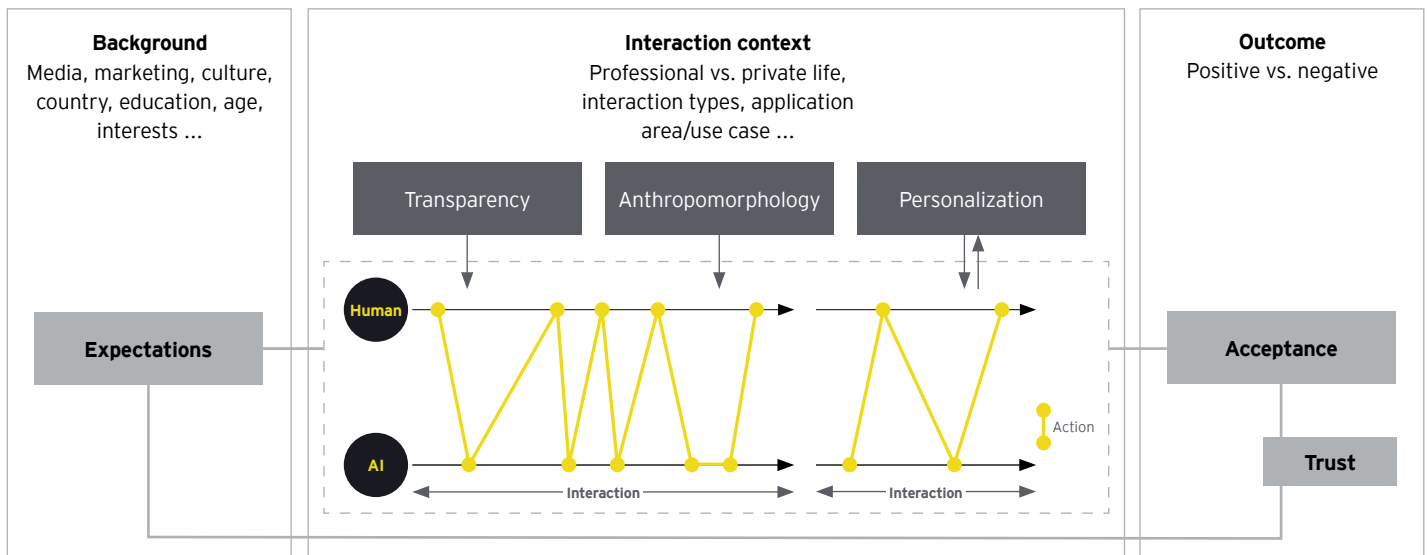 Background
Media, marketing, culture,
country, education, age,
interests ...
Interaction context
Professional vs. private life,
interaction types, application
area/use case ...
Outcome
Positive vs. negative
Transparency
Anthropomorphology
Personalization
Human
Expectations
Acceptance
Action
AI
Trust
Interaction
Interaction